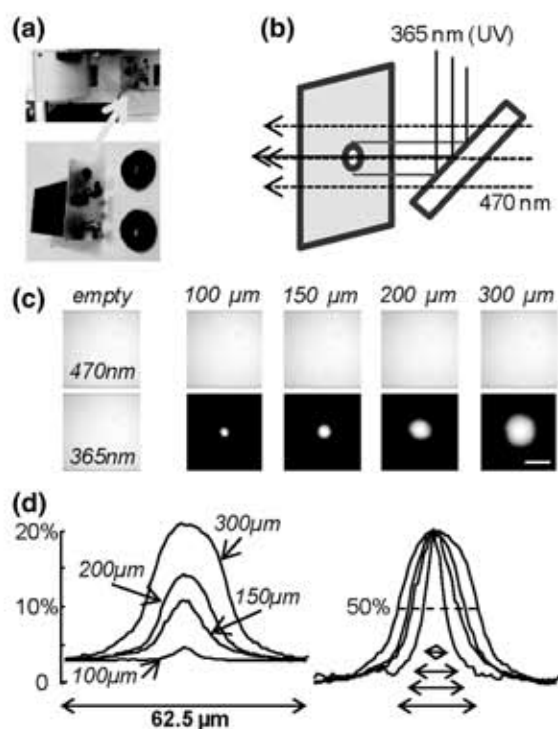 (a)
(b)
365 nm (UV)
470 nm
(c)
empty
100 µm
150 µm
200 µm
300 µm
470nm
365nm
(d)
20%
10%
0
300µm
200µm
150µm
100µm
62.5 µm
50%